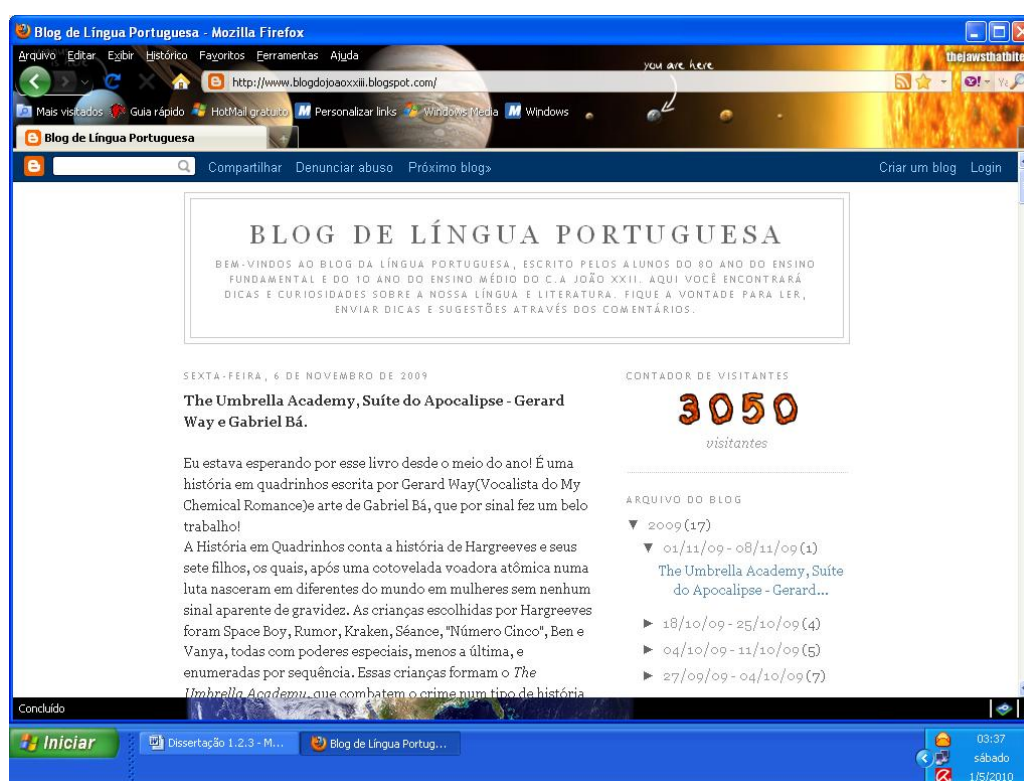 Blog de Língua Portuguesa - Mozilla Firefox
Arquivo Editar Exibir Histórico Favoritos Ferramentas Ajuda
you are here
thejawsthatbite
http://www.blogdojoaoxxiii.blogspot.com/
Mais visitados Guia rápido HotMail gratuito Personalizar links Windows Media Windows
Blog de Língua Portuguesa
Compartilhar Denunciar abuso Próximo blog» Criar um blog Login
BLOG DE LÍNGUA PORTUGUESA
BEM-VINDOS AO BLOG DA LÍNGUA PORTUGUESA, ESCRITO PELOS ALUNOS DO 8O ANO DO ENSINO
FUNDAMENTAL E DO 1O ANO DO ENSINO MÉDIO DO C.A JOÃO XXII. AQUI VOCÊ ENCONTRARÁ
DICAS E CURIOSIDADES SOBRE A NOSSA LÍNGUA E LITERATURA. FIQUE A VONTADE PARA LER,
ENVIAR DICAS E SUGESTÕES ATRAVÉS DOS COMENTÁRIOS.
SEXTA-FEIRA, 6 DE NOVEMBRO DE 2009
The Umbrella Academy, Suíte do Apocalipse - Gerard
Way e Gabriel Bá.
Eu estava esperando por esse livro desde o meio do ano! É uma
história em quadrinhos escrita por Gerard Way(Vocalista do My
Chemical Romance)e arte de Gabriel Bá, que por sinal fez um belo
trabalho!
A História em Quadrinhos conta a história de Hargreeves e seus
sete filhos, os quais, após uma cotovelada voadora atômica numa
luta nasceram em diferentes do mundo em mulheres sem nenhum
sinal aparente de gravidez. As crianças escolhidas por Hargreeves
foram Space Boy, Rumor, Kraken, Séance, "Número Cinco", Ben e
Vanya, todas com poderes especiais, menos a última, e
enumeradas por sequência. Essas crianças formam o The
Umbrella Academy, que combatem o crime num tipo de história
CONTADOR DE VISITANTES
3050
visitantes
ARQUIVO DO BLOG
▼ 2009 (17)
▼ 01/11/09 - 08/11/09 (1)
The Umbrella Academy, Suíte
do Apocalipse - Gerard...
► 18/10/09 - 25/10/09 (4)
► 04/10/09 - 11/10/09 (5)
► 27/09/09 - 04/10/09 (7)
Concluído
Iniciar
Dissertação 1.2.3 - M...
Blog de Língua Portug...
03:37
sábado
1/5/2010